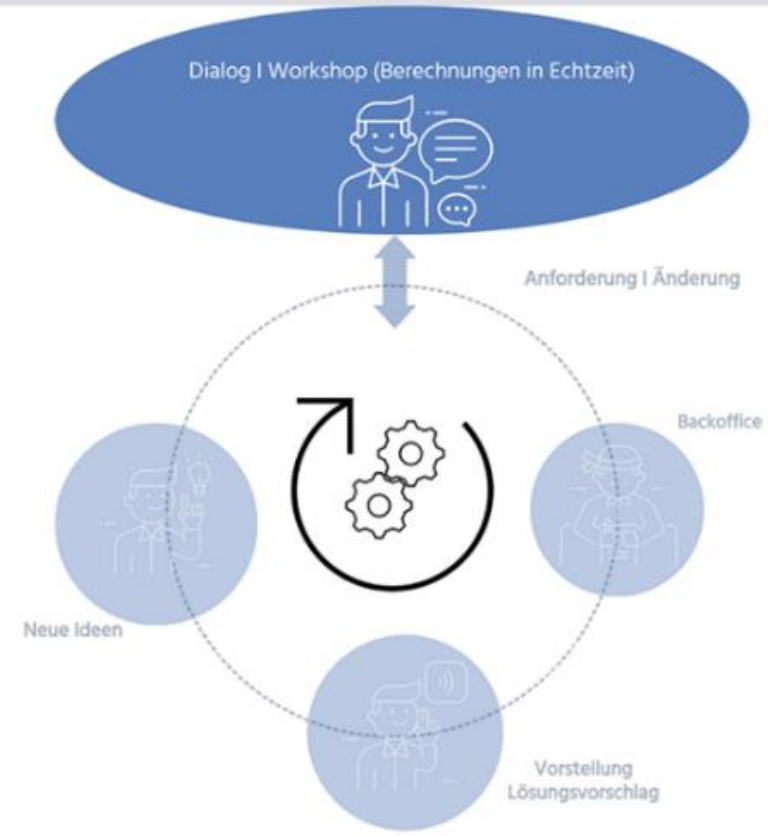 Dialog I Workshop (Berechnungen in Echtzeit)
Anforderung I Änderung
Backoffice
Neue Ideen
Vorstellung
Lösungsvorschlag